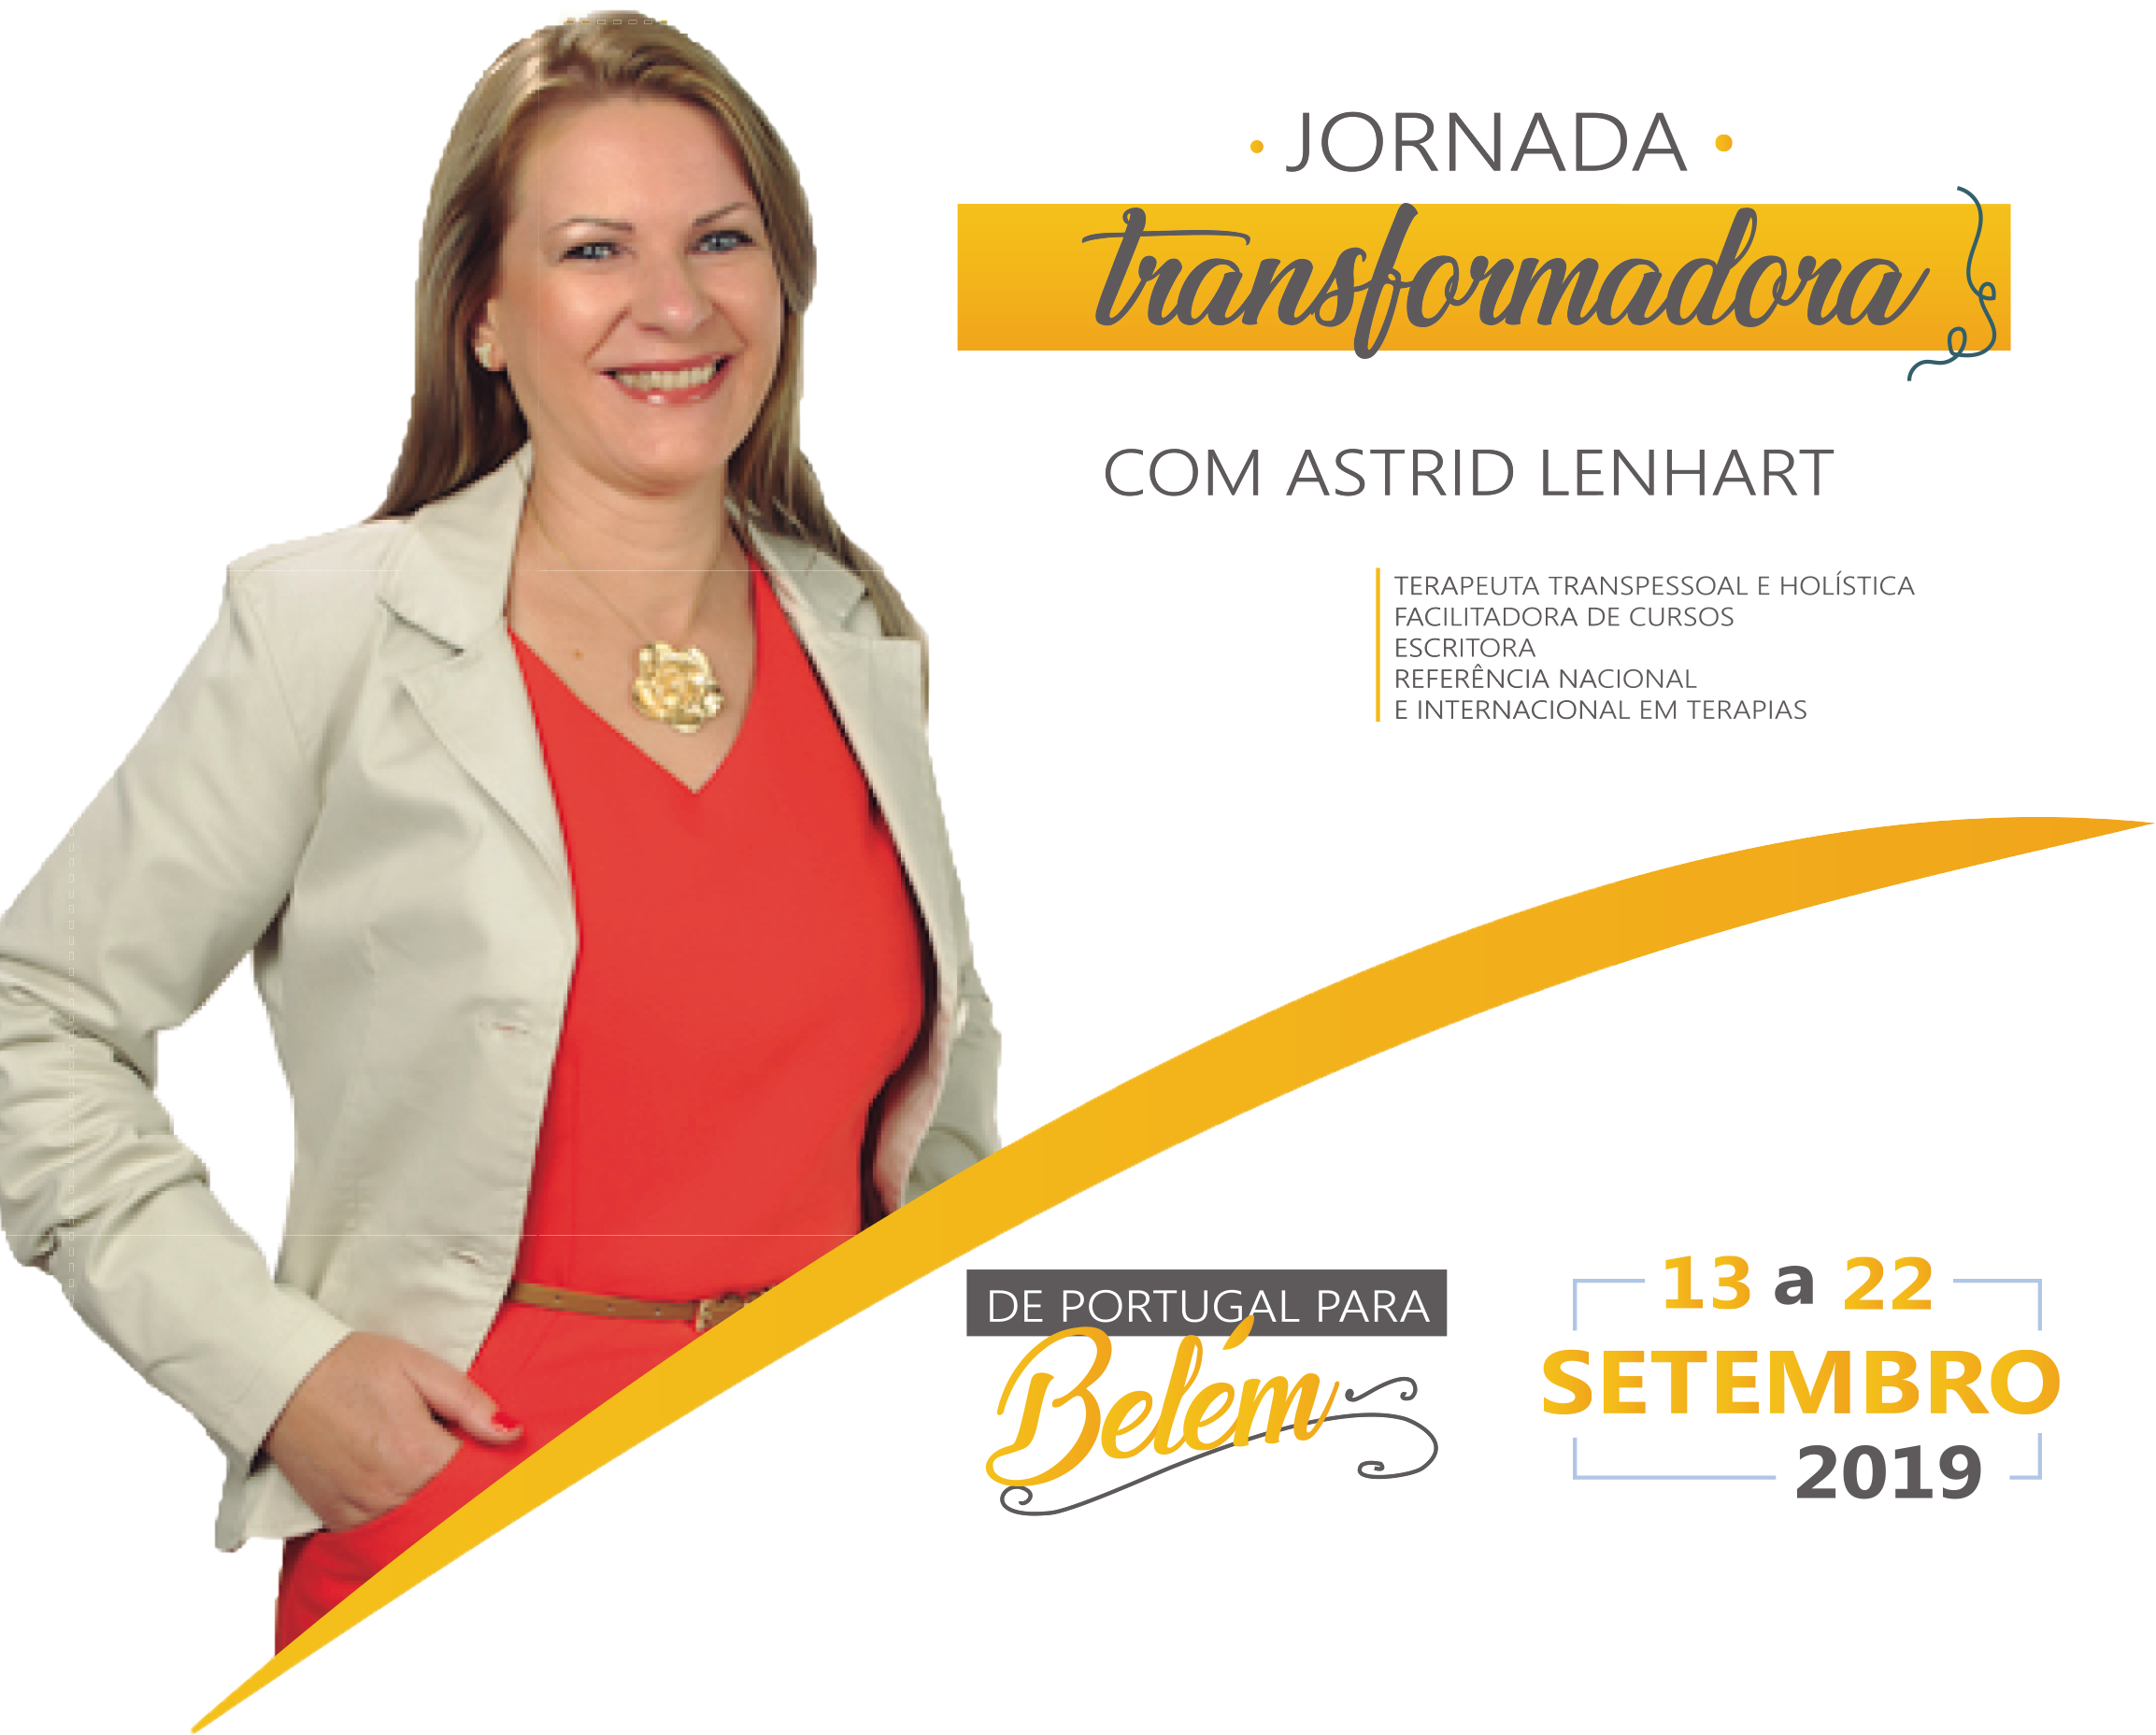 • JORNADA •
transformadora
COM ASTRID LENHART
TERAPEUTA TRANSPESSOAL E HOLÍSTICA
FACILITADORA DE CURSOS
ESCRITORA
REFERÊNCIA NACIONAL
E INTERNACIONAL EM TERAPIAS
DE PORTUGAL PARA
Belém
13 a 22
SETEMBRO
2019